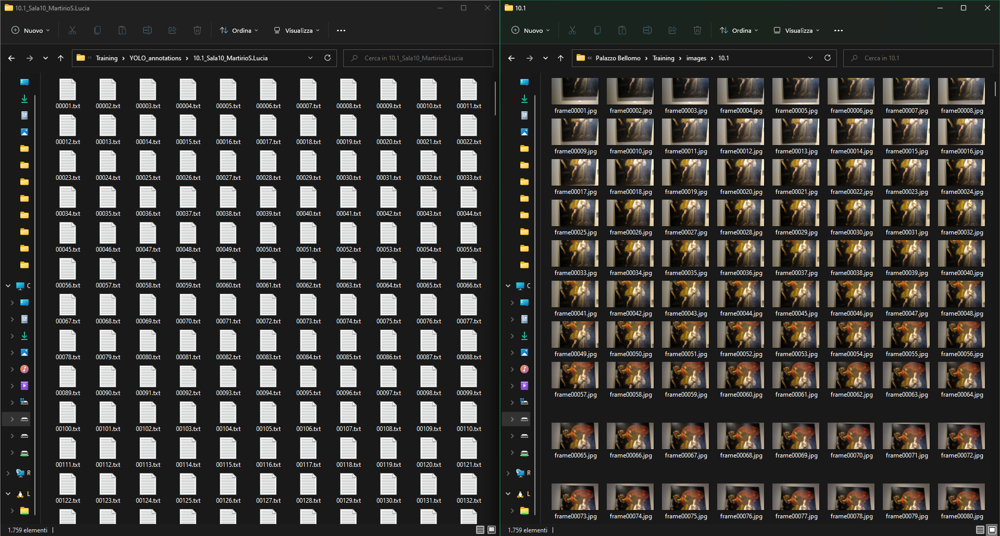 10.1_Sala10_MartirioS.Lucia
Nuovo
Ordina
Visualizza
Training > YOLO_annotations > 10.1_Sala10_MartirioS.Lucia
Cerca in 10.1_Sala10_MartirioS.Lucia
C
R
L
00001.txt 00002.txt 00003.txt 00004.txt 00005.txt 00006.txt 00007.txt 00008.txt 00009.txt 00010.txt 00011.txt
00012.txt 00013.txt 00014.txt 00015.txt 00016.txt 00017.txt 00018.txt 00019.txt 00020.txt 00021.txt 00022.txt
00023.txt 00024.txt 00025.txt 00026.txt 00027.txt 00028.txt 00029.txt 00030.txt 00031.txt 00032.txt 00033.txt
00034.txt 00035.txt 00036.txt 00037.txt 00038.txt 00039.txt 00040.txt 00041.txt 00042.txt 00043.txt 00044.txt
00045.txt 00046.txt 00047.txt 00048.txt 00049.txt 00050.txt 00051.txt 00052.txt 00053.txt 00054.txt 00055.txt
00056.txt 00057.txt 00058.txt 00059.txt 00060.txt 00061.txt 00062.txt 00063.txt 00064.txt 00065.txt 00066.txt
00067.txt 00068.txt 00069.txt 00070.txt 00071.txt 00072.txt 00073.txt 00074.txt 00075.txt 00076.txt 00077.txt
00078.txt 00079.txt 00080.txt 00081.txt 00082.txt 00083.txt 00084.txt 00085.txt 00086.txt 00087.txt 00088.txt
00089.txt 00090.txt 00091.txt 00092.txt 00093.txt 00094.txt 00095.txt 00096.txt 00097.txt 00098.txt 00099.txt
00100.txt 00101.txt 00102.txt 00103.txt 00104.txt 00105.txt 00106.txt 00107.txt 00108.txt 00109.txt 00110.txt
00111.txt 00112.txt 00113.txt 00114.txt 00115.txt 00116.txt 00117.txt 00118.txt 00119.txt 00120.txt 00121.txt
00122.txt 00123.txt 00124.txt 00125.txt 00126.txt 00127.txt 00128.txt 00129.txt 00130.txt 00131.txt 00132.txt
1.759 elementi
10.1
Nuovo
Ordina
Visualizza
Palazzo Bellomo > Training > images > 10.1
Cerca in 10.1
C
R
L
frame00001.jpg frame00002.jpg frame00003.jpg frame00004.jpg frame00005.jpg frame00006.jpg frame00007.jpg frame00008.jpg
frame00009.jpg frame00010.jpg frame00011.jpg frame00012.jpg frame00013.jpg frame00014.jpg frame00015.jpg frame00016.jpg
frame00017.jpg frame00018.jpg frame00019.jpg frame00020.jpg frame00021.jpg frame00022.jpg frame00023.jpg frame00024.jpg
frame00025.jpg frame00026.jpg frame00027.jpg frame00028.jpg frame00029.jpg frame00030.jpg frame00031.jpg frame00032.jpg
frame00033.jpg frame00034.jpg frame00035.jpg frame00036.jpg frame00037.jpg frame00038.jpg frame00039.jpg frame00040.jpg
frame00041.jpg frame00042.jpg frame00043.jpg frame00044.jpg frame00045.jpg frame00046.jpg frame00047.jpg frame00048.jpg
frame00049.jpg frame00050.jpg frame00051.jpg frame00052.jpg frame00053.jpg frame00054.jpg frame00055.jpg frame00056.jpg
frame00057.jpg frame00058.jpg frame00059.jpg frame00060.jpg frame00061.jpg frame00062.jpg frame00063.jpg frame00064.jpg
frame00065.jpg frame00066.jpg frame00067.jpg frame00068.jpg frame00069.jpg frame00070.jpg frame00071.jpg frame00072.jpg
frame00073.jpg frame00074.jpg frame00075.jpg frame00076.jpg frame00077.jpg frame00078.jpg frame00079.jpg frame00080.jpg
1.759 elementi